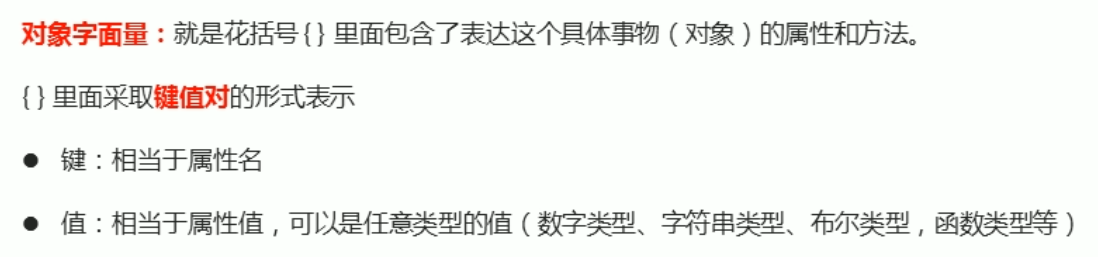 对象字面量：就是花括号{ } 里面包含了表达这个具体事物（对象）的属性和方法。
{ } 里面采取键值对的形式表示
● 键：相当于属性名
● 值：相当于属性值，可以是任意类型的值（数字类型、字符串类型、布尔类型，函数类型等）